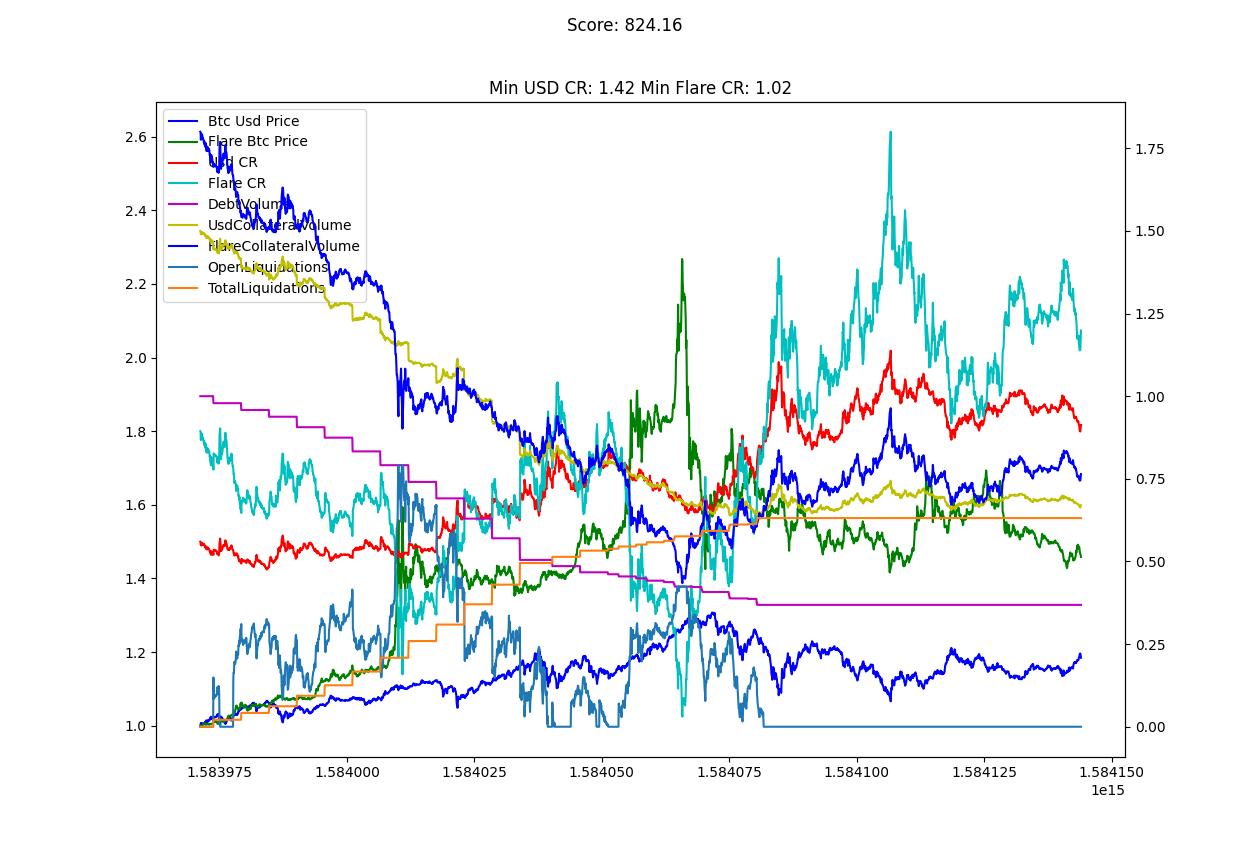 Score: 824.16
Min USD CR: 1.42 Min Flare CR: 1.02
Btc Usd Price
Flare Btc Price
Usd CR
Flare CR
DebtVolume
UsdCollateralVolume
FlareCollateralVolume
OpenLiquidations
TotalLiquidations
2.6
2.4
2.2
2.0
1.8
1.6
1.4
1.2
1.0
1.75
1.50
1.25
1.00
0.75
0.50
0.25
0.00
1.583975 1.584000 1.584025 1.584050 1.584075 1.584100 1.584125 1.584150
1e15